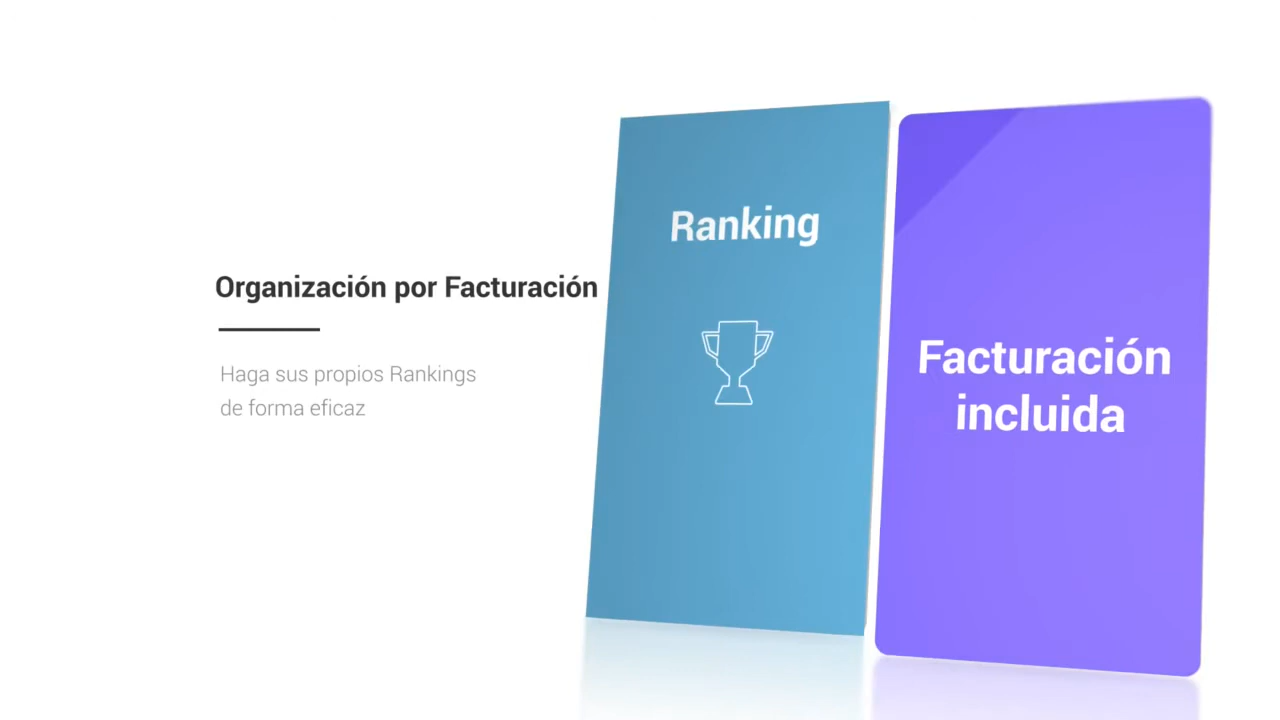 Organización por Facturación
Haga sus propios Rankings
de forma eficaz
Ranking
Facturación
incluida